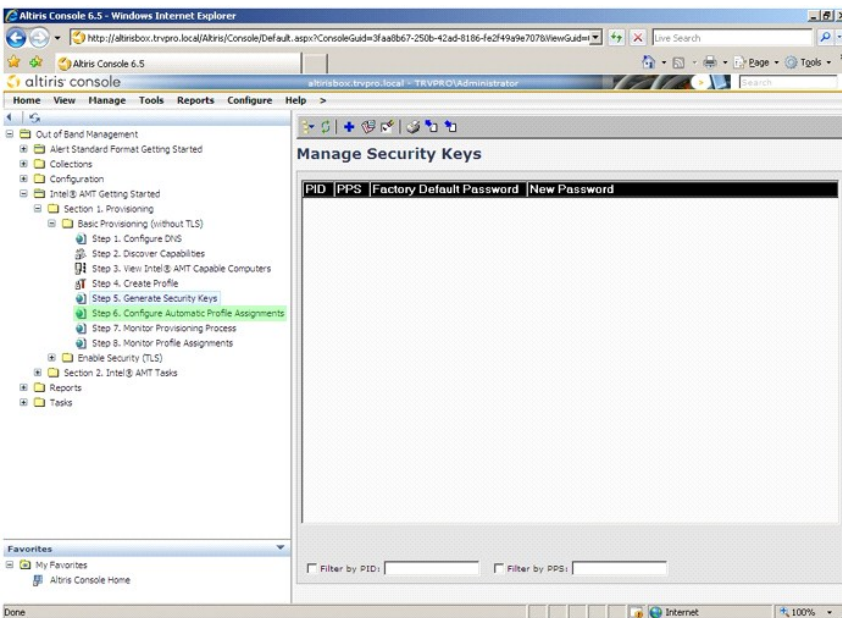 Altiris Console 6.5 - Windows Internet Explorer
http://altirisbox.trvpro.local/Altiris/Console/Default.aspx?ConsoleGuid=3faa8b67-250b-42ad-8186-fe2f49a9e707&ViewGuid=
Live Search
Altiris Console 6.5
Page
Tools
altiris console
altirisbox.trvpro.local - TRVPRO\Administrator
Search
Home View Manage Tools Reports Configure Help >
Out of Band Management
Alert Standard Format Getting Started
Collections
Configuration
Intel® AMT Getting Started
Section 1. Provisioning
Basic Provisioning (without TLS)
Step 1. Configure DNS
Step 2. Discover Capabilities
Step 3. View Intel® AMT Capable Computers
Step 4. Create Profile
Step 5. Generate Security Keys
Step 6. Configure Automatic Profile Assignments
Step 7. Monitor Provisioning Process
Step 8. Monitor Profile Assignments
Enable Security (TLS)
Section 2. Intel® AMT Tasks
Reports
Tasks
Manage Security Keys
PID PPS Factory Default Password New Password
Filter by PID: Filter by PPS:
Favorites
My Favorites
Altris Console Home
Done
Internet
100%